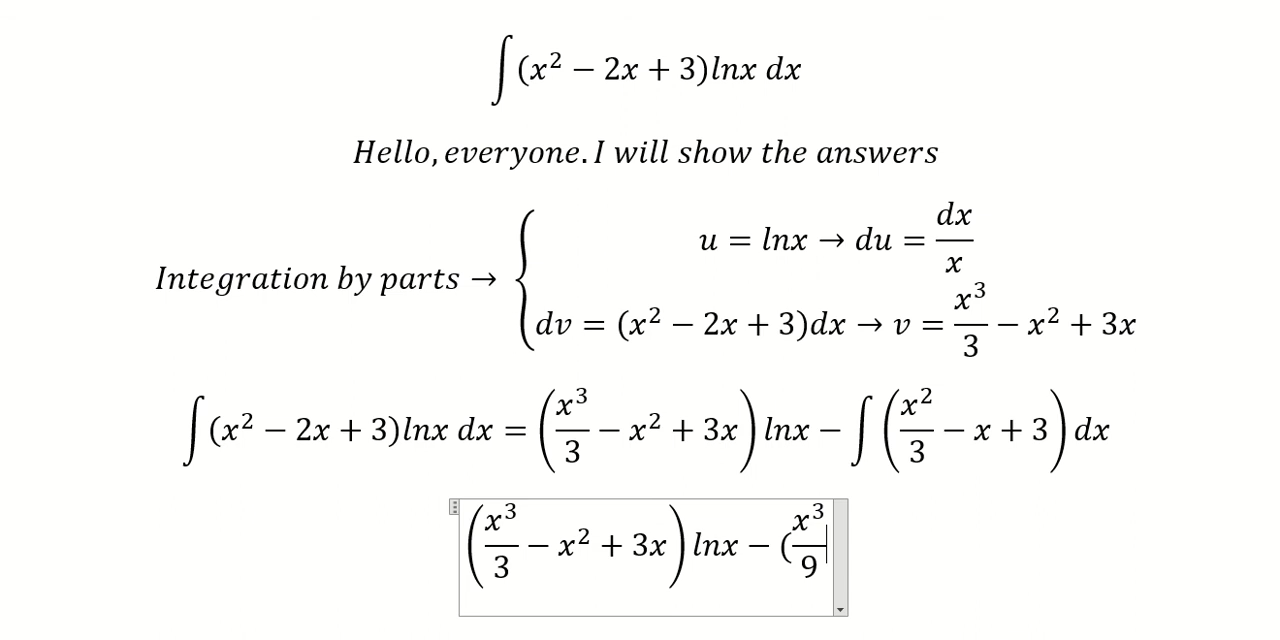 ∫(x² − 2x + 3)lnx dx
Hello, everyone. I will show the answers
Integration by parts → { u = lnx → du = dx/x
dv = (x² − 2x + 3)dx → v = x³/3 − x² + 3x
∫(x² − 2x + 3)lnx dx = (x³/3 − x² + 3x) lnx − ∫(x²/3 − x + 3) dx
(x³/3 − x² + 3x) lnx − (x³/9